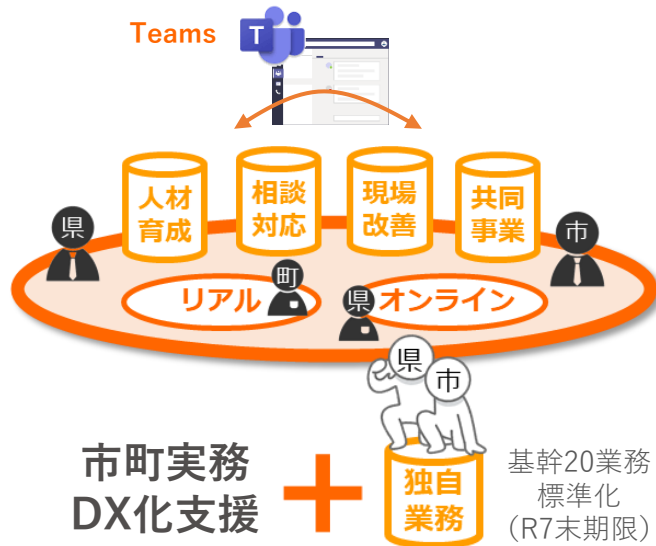 Teams
T
人材
育成
相談
対応
現場
改善
共同
事業
県
市
町
リアル
県
オンライン
県
市
市町実務
DX化支援
+
独自
業務
基幹20業務
標準化
（R7末期限）